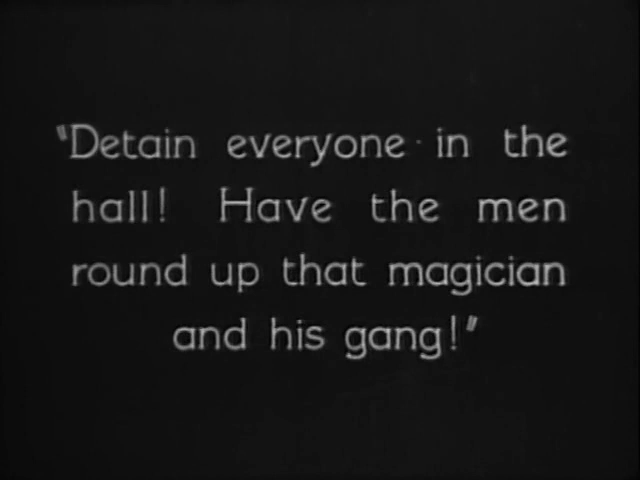 "Detain everyone in the
hall! Have the men
round up that magician
and his gang!"